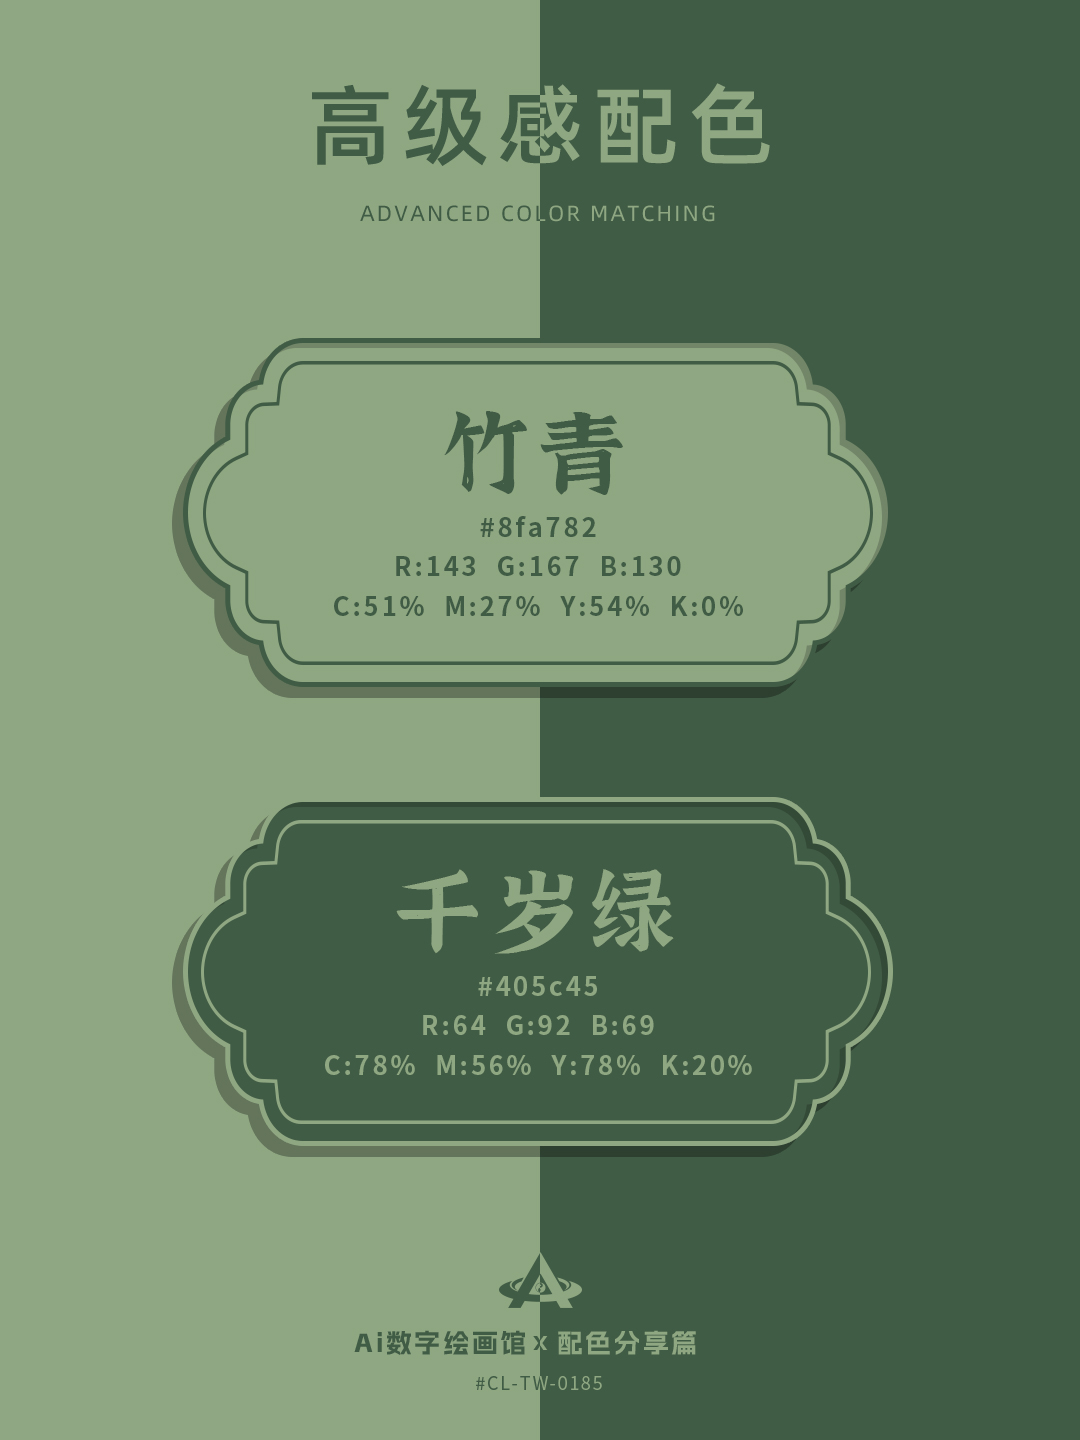 高级感配色
ADVANCED COLOR MATCHING
竹青
#8fa782
R:143 G:167 B:130
C:51% M:27% Y:54% K:0%
千岁绿
#405c45
R:64 G:92 B:69
C:78% M:56% Y:78% K:20%
Ai数字绘画馆 x 配色分享篇
#CL-TW-0185